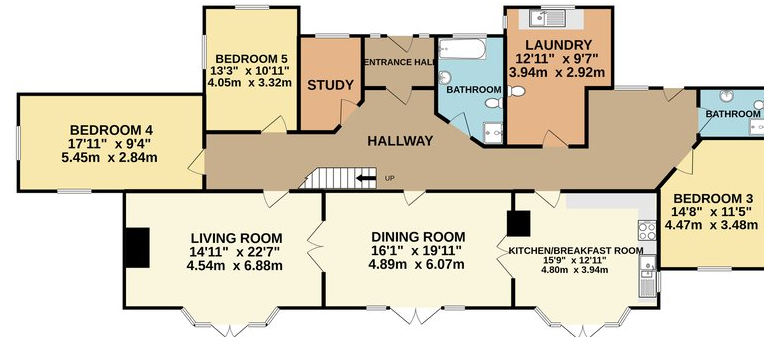 BEDROOM 5
13'3" x 10'11"
4.05m x 3.32m
STUDY
ENTRANCE HALL
BATHROOM
LAUNDRY
12'11" x 9'7"
3.94m x 2.92m
BATHROOM
BEDROOM 4
17'11" x 9'4"
5.45m x 2.84m
HALLWAY
UP
BEDROOM 3
14'8" x 11'5"
4.47m x 3.48m
LIVING ROOM
14'11" x 22'7"
4.54m x 6.88m
DINING ROOM
16'1" x 19'11"
4.89m x 6.07m
KITCHEN/BREAKFAST ROOM
15'9" x 12'11"
4.80m x 3.94m